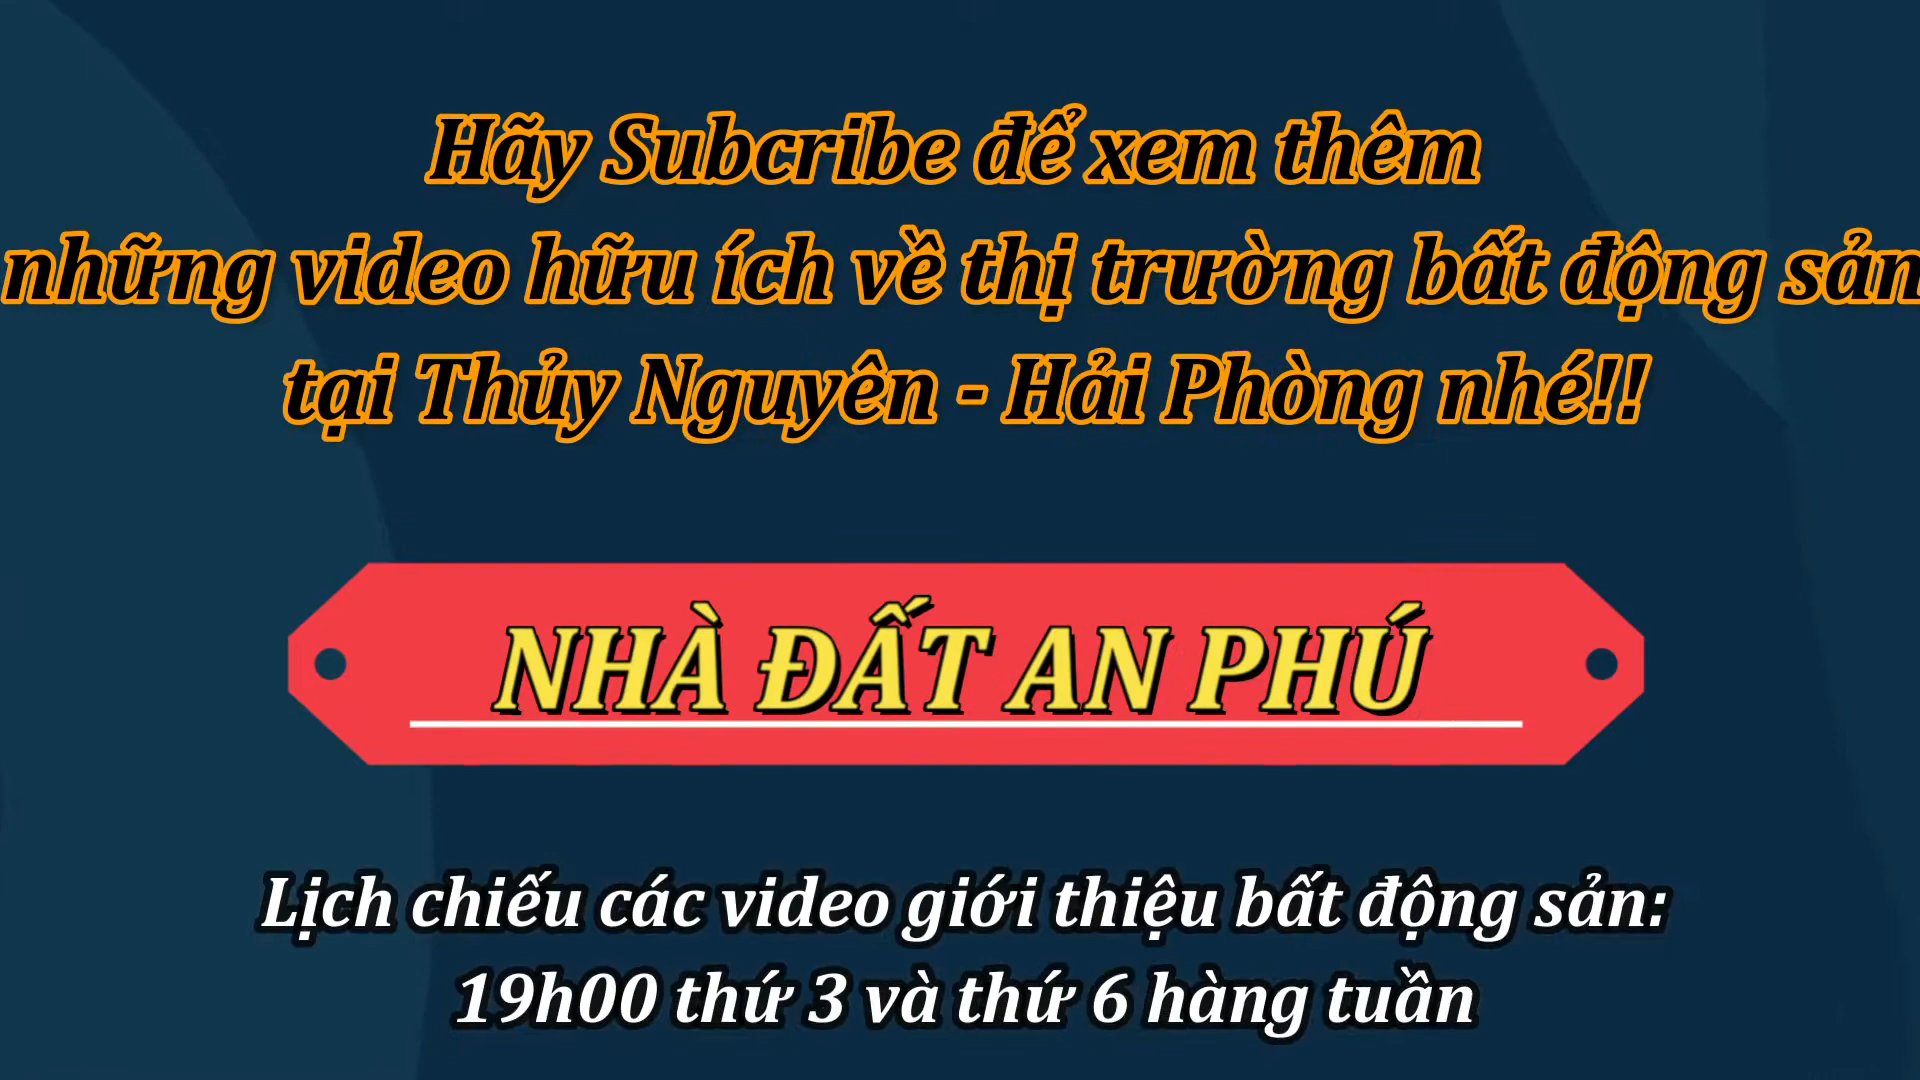 Hãy Subcribe để xem thêm
những video hữu ích về thị trường bất động sản
tại Thủy Nguyên - Hải Phòng nhé!!
NHÀ ĐẤT AN PHÚ
Lịch chiếu các video giới thiệu bất động sản:
19h00 thứ 3 và thứ 6 hàng tuần